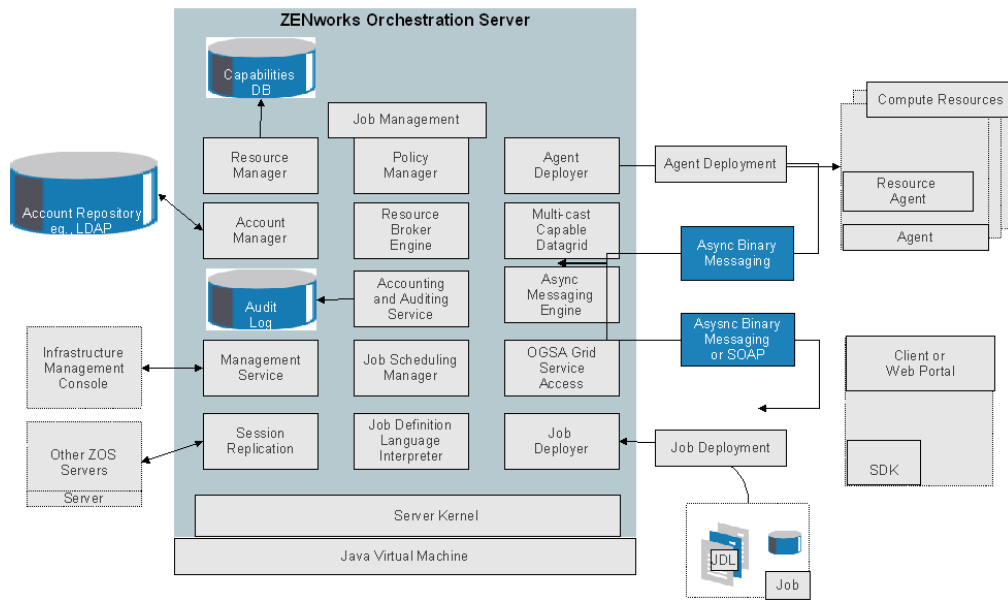 ZENworks Orchestration Server
Capabilities
DB
Job Management
Compute Resources
Resource
Manager
Policy
Manager
Agent
Deployer
Agent Deployment
Resource
Agent
Agent
Account Repository
eg., LDAP
Account
Manager
Resource
Broker
Engine
Multi-cast
Capable
Datagrid
Async Binary
Messaging
Audit
Log
Accounting
and Auditing
Service
Async
Messaging
Engine
Asysnc Binary
Messaging
or SOAP
Infrastructure
Management
Console
Management
Service
Job Scheduling
Manager
OGSA Grid
Service
Access
Client or
Web Portal
Other ZOS
Servers
Server
Session
Replication
Job Definition
Language
Interpreter
Job
Deployer
Job Deployment
SDK
Server Kernel
Java Virtual Machine
JDL
Job